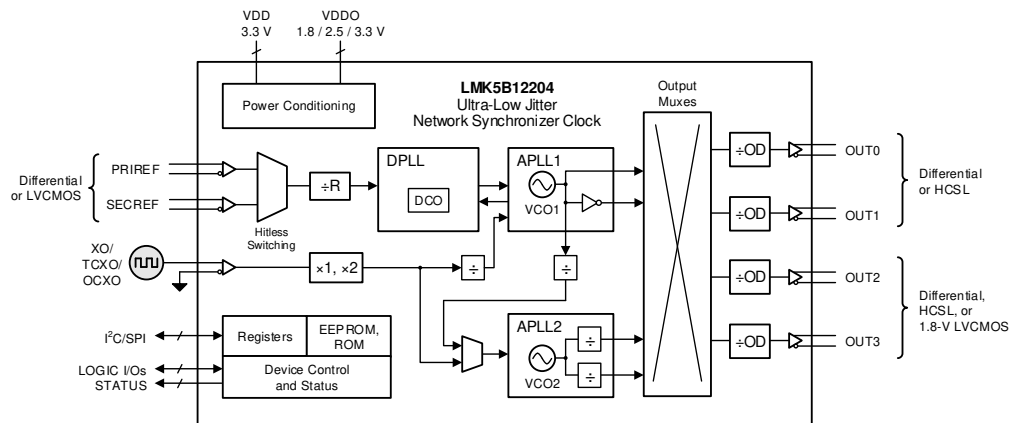 VDD
3.3 V
VDDO
1.8 / 2.5 / 3.3 V
Power Conditioning
LMK5B12204
Ultra-Low Jitter
Network Synchronizer Clock
Output
Muxes
Differential
or LVCMOS
PRIREF
SECREF
Hitless
Switching
÷R
DPLL
DCO
APLL1
VCO1
÷OD
OUT0
÷OD
OUT1
Differential
or HCSL
XO/
TCXO/
OCXO
×1, ×2
÷
÷
÷OD
OUT2
÷OD
OUT3
Differential,
HCSL, or
1.8-V LVCMOS
I²C/SPI
LOGIC I/Os
STATUS
Registers
EEPROM,
ROM
Device Control
and Status
APLL2
VCO2
÷
÷